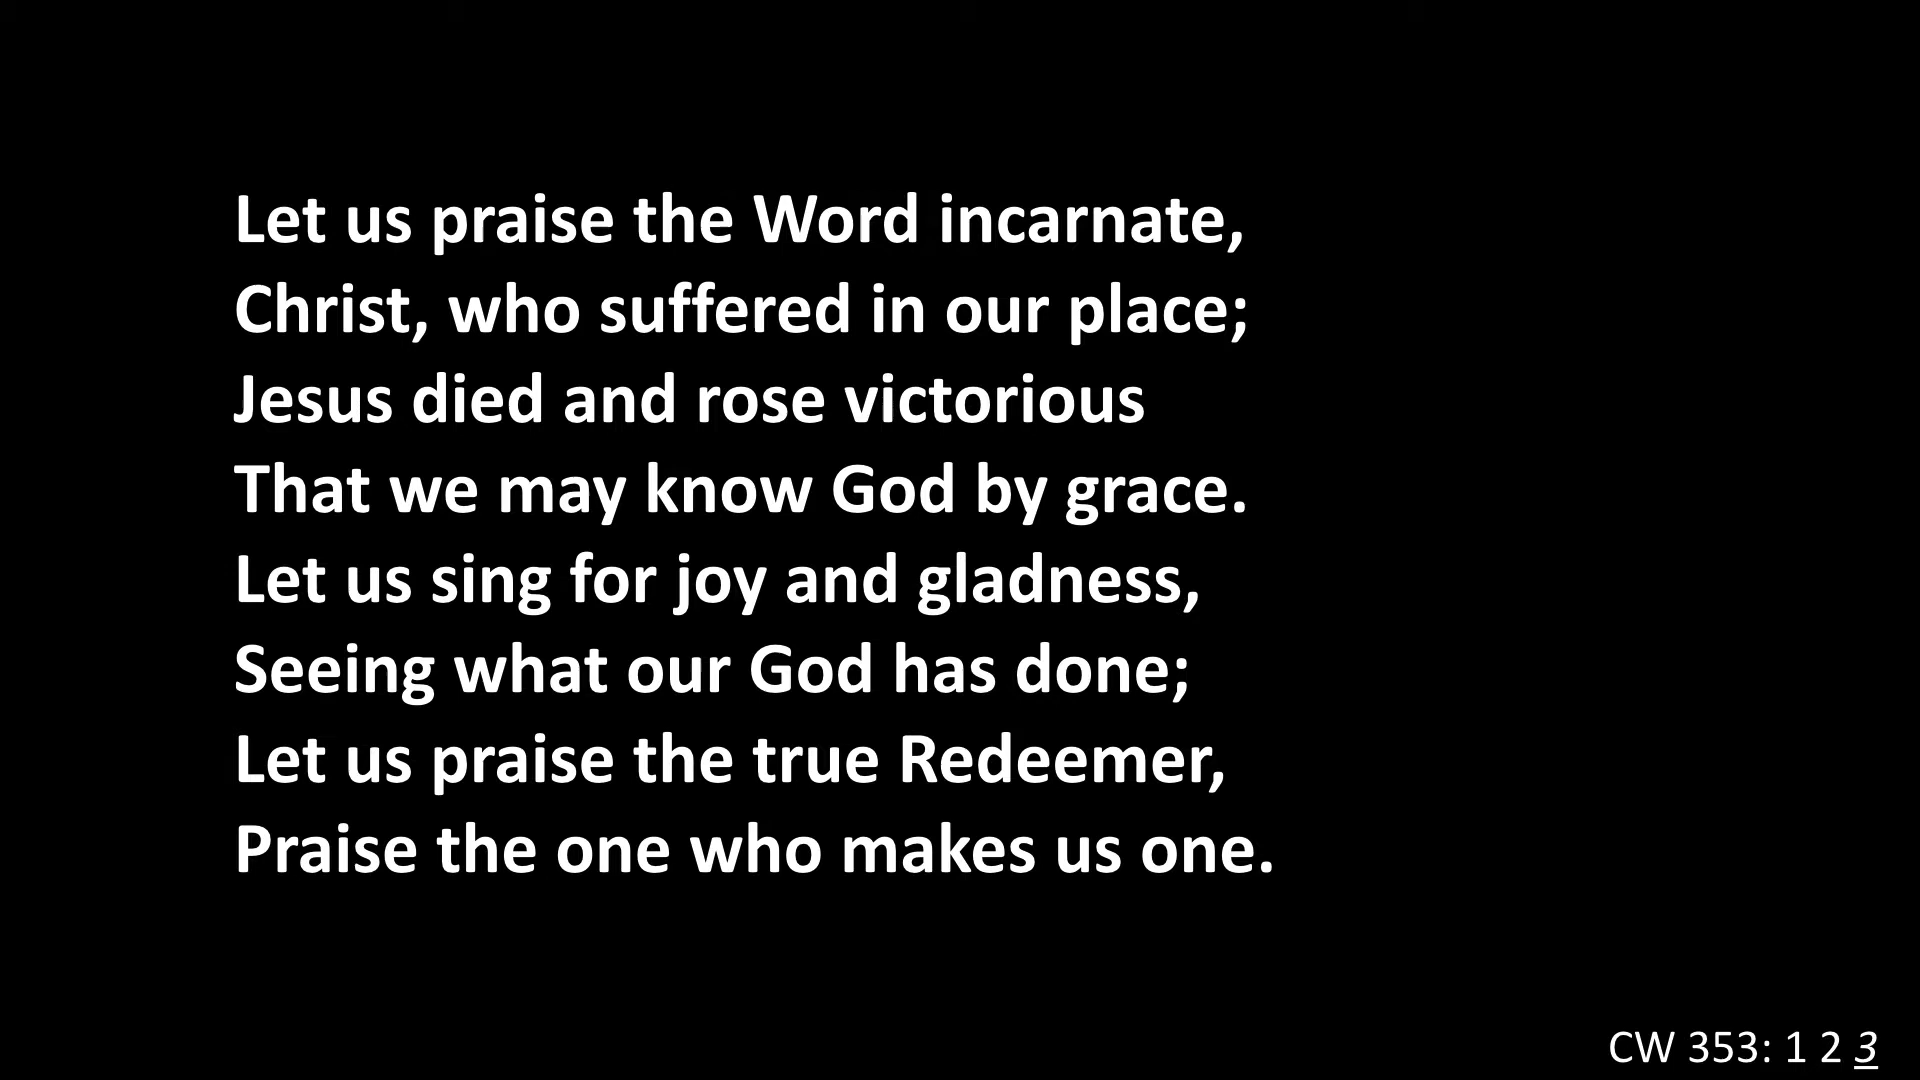 Let us praise the Word incarnate,
Christ, who suffered in our place;
Jesus died and rose victorious
That we may know God by grace.
Let us sing for joy and gladness,
Seeing what our God has done;
Let us praise the true Redeemer,
Praise the one who makes us one.
CW 353: 1 2 3